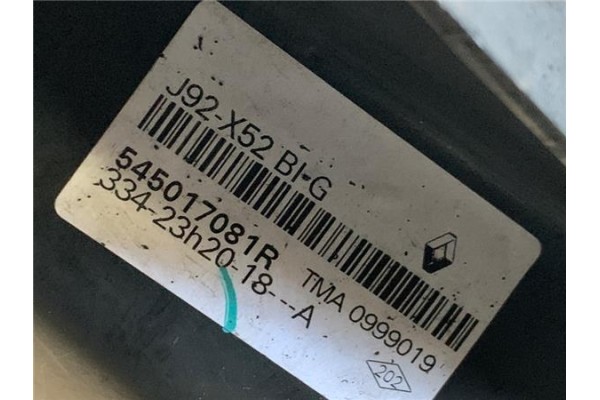 J92-X52 BI-G
545017081R
334-23h20-18---A
TMA 0999019
202